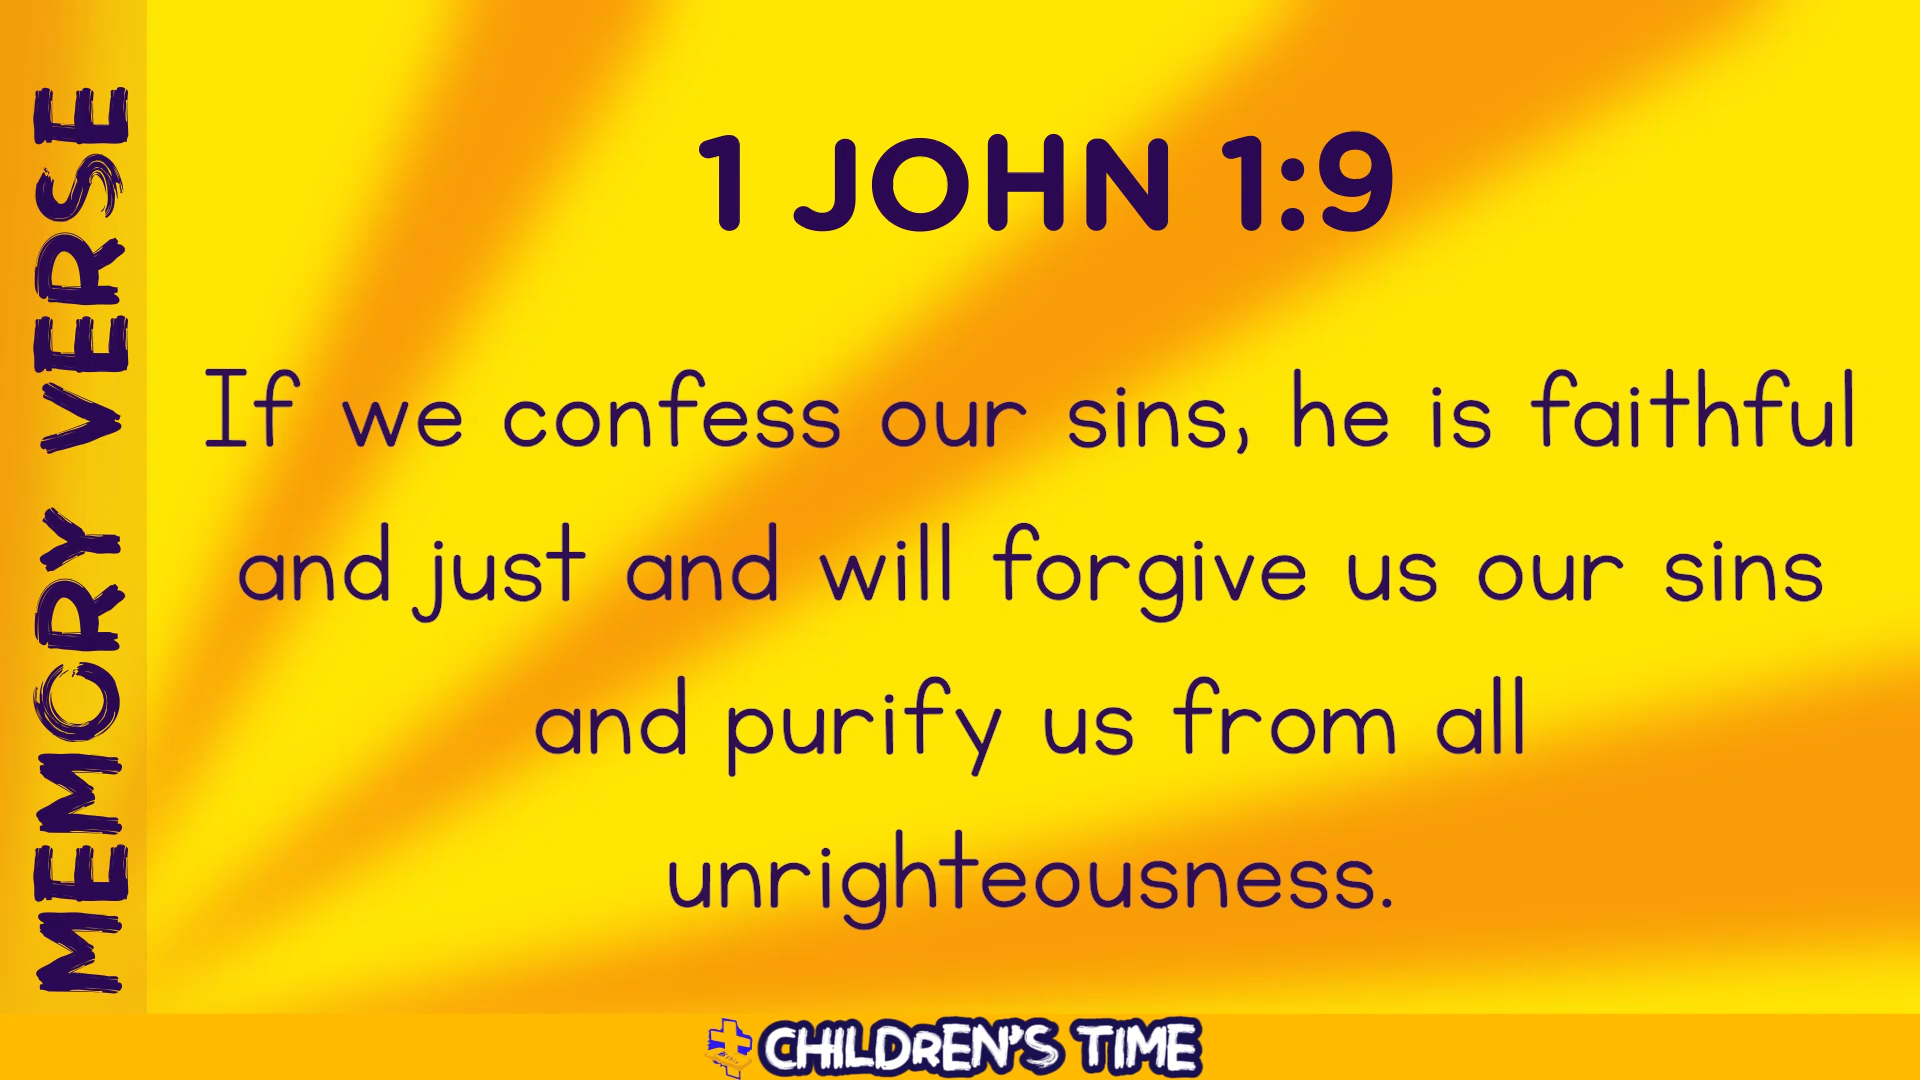 MEMORY VERSE
1 JOHN 1:9
If we confess our sins, he is faithful
and just and will forgive us our sins
and purify us from all
unrighteousness.
CHILDREN'S TIME